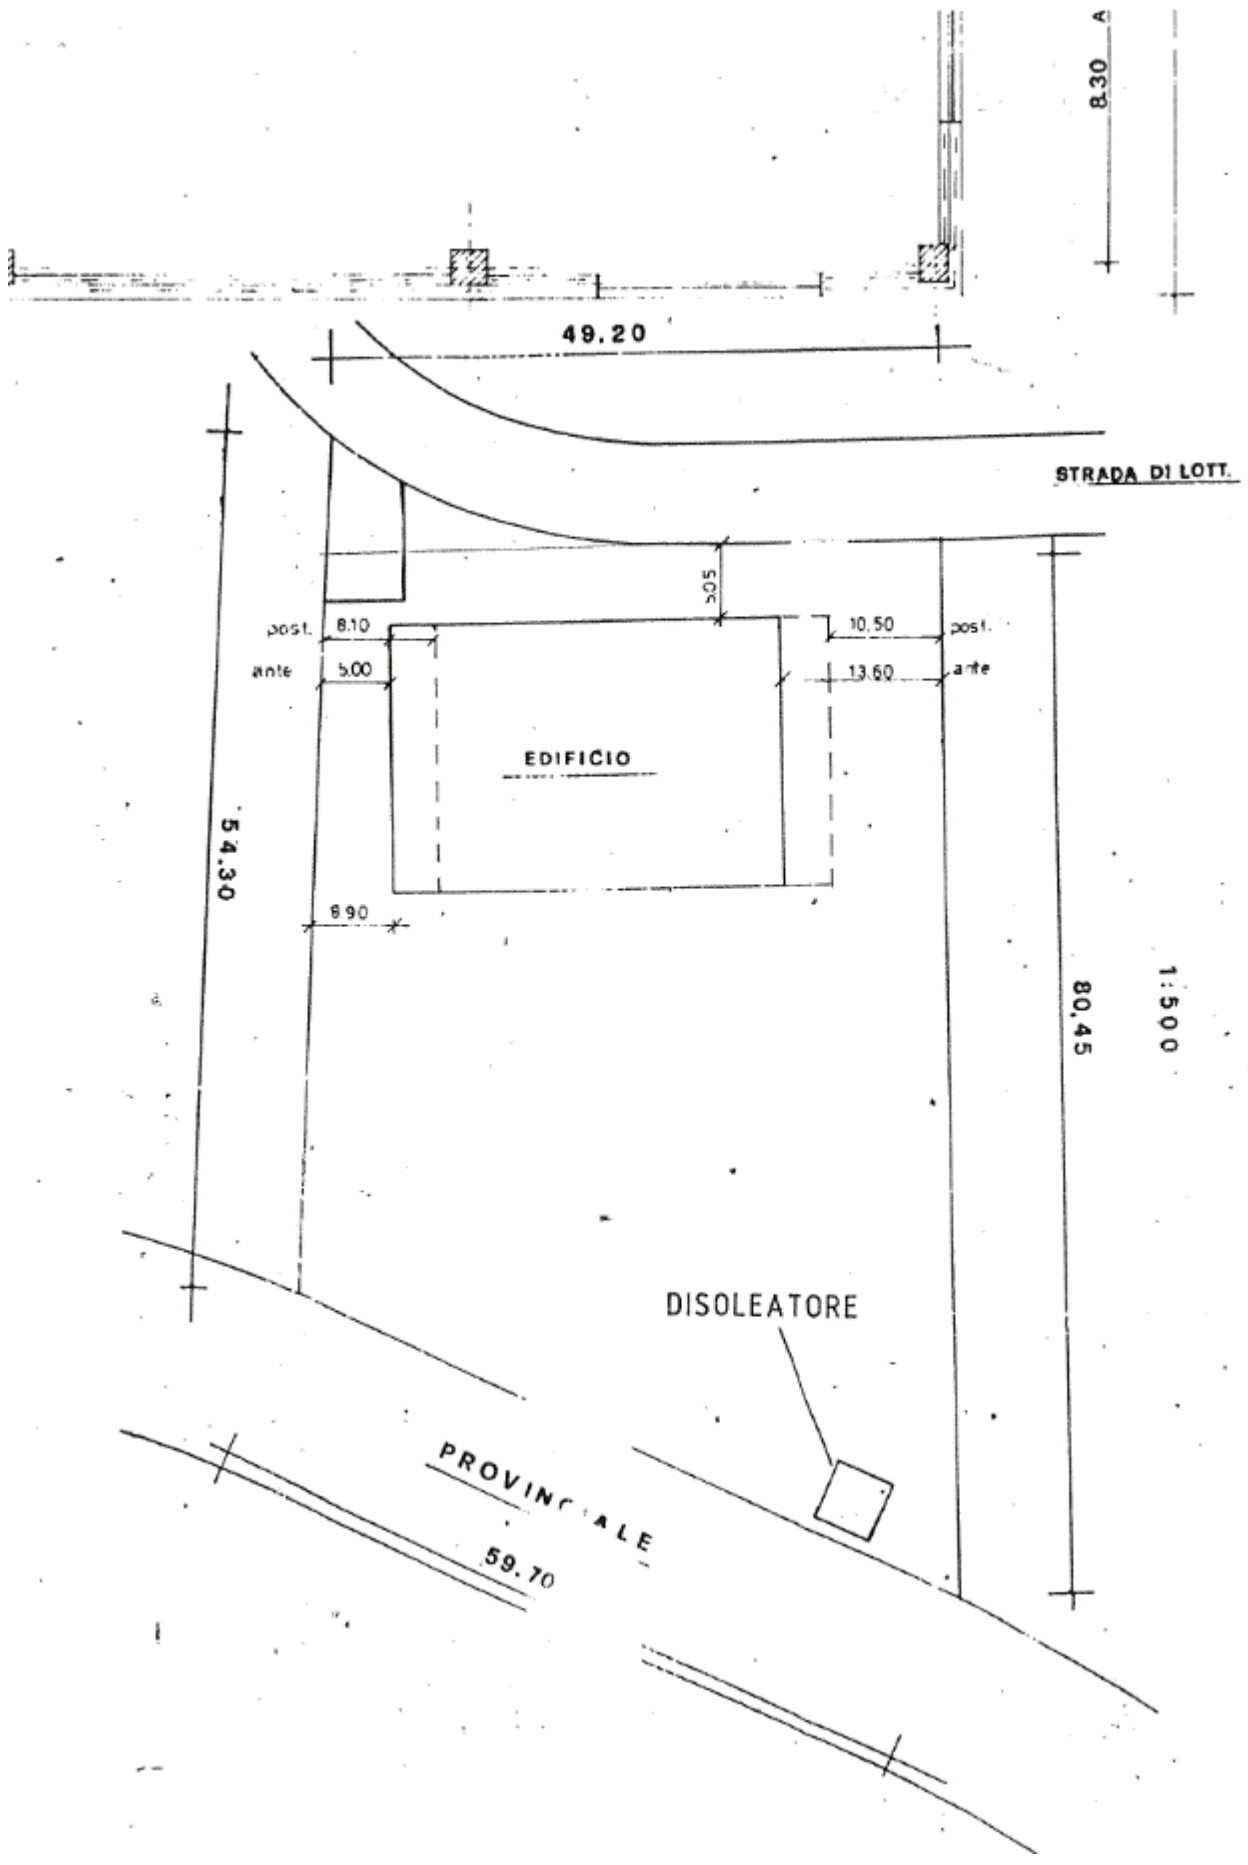 8.30 A
49.20
STRADA DI LOTT.
5.05
post. 8.10
10.50 post.
ante 5.00
13.60 ante
EDIFICIO
54.30
8.90
80,45
1:500
DISOLEATORE
PROVINCIALE
59.70